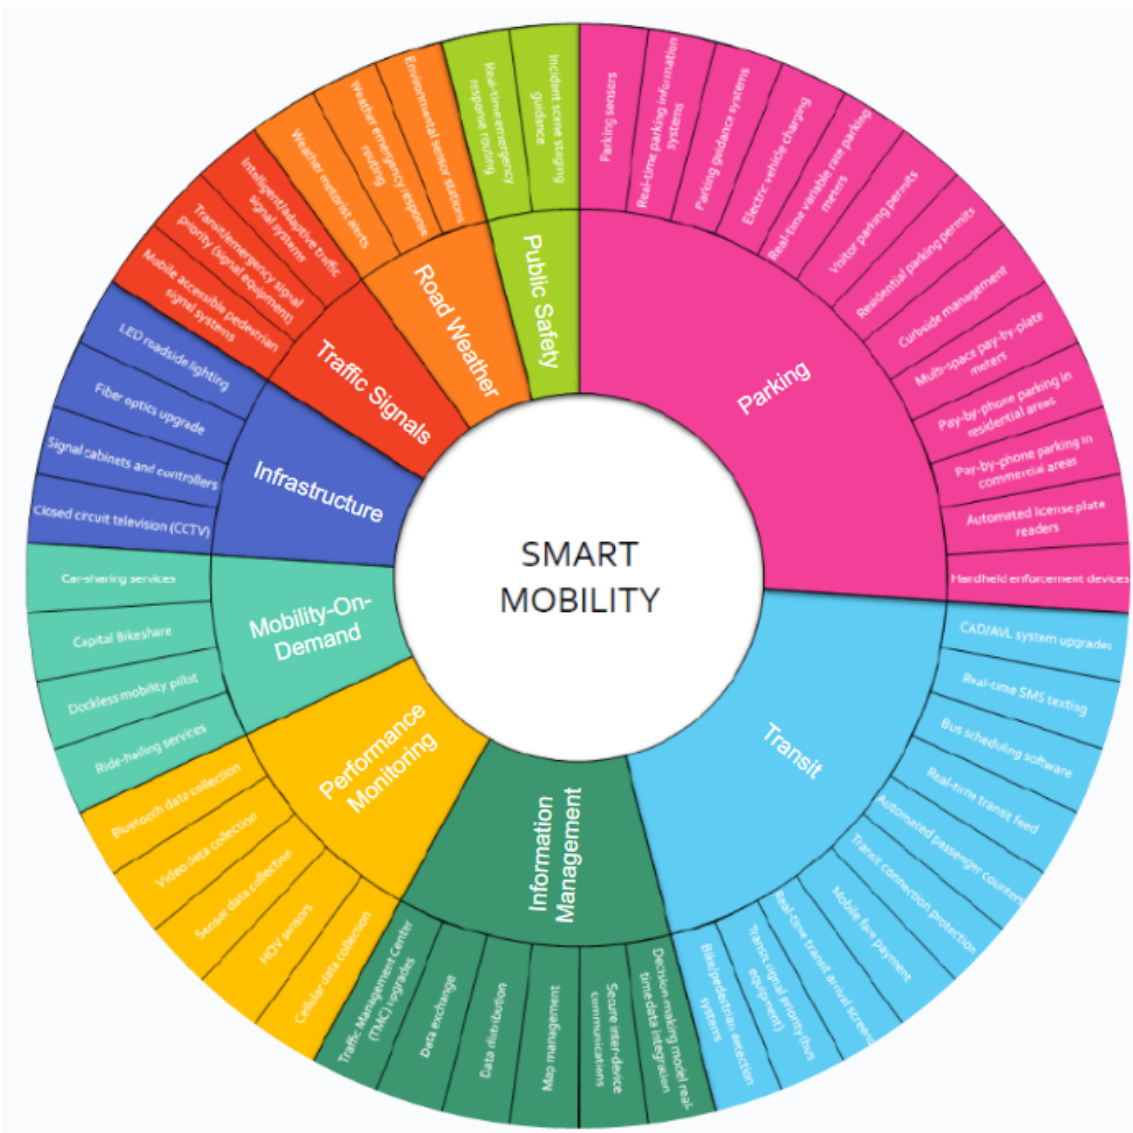 SMART
MOBILITY
Parking
Parking sensors
Real-time parking information
systems
Parking guidance systems
Electric vehicle charging
Real-time variable rate parking
meters
Visitor parking permits
Residential parking permits
Curbside management
Multi-space pay-by-plate
meters
Pay-by-phone parking in
residential areas
Pay-by-phone parking in
commercial areas
Automated license plate
readers
Handheld enforcement devices
Transit
CAD/AVL system upgrades
Real-time SMS texting
Bus scheduling software
Real-time transit feed
Automated passenger counters
Transit connection protection
Mobile fare payment
Real-time transit arrival screens
Transit signal priority (bus
equipment)
Bike/pedestrian detection
systems
Information
Management
Decision-making model real-
time data integration
Secure inter-device
communications
Map management
Data distribution
Data exchange
Traffic Management Center
(TMC) upgrades
Performance
Monitoring
Cellular data collection
HOV sensors
Sensor data collection
Video data collection
Bluetooth data collection
Mobility-On-
Demand
Ride-hailing services
Dockless mobility pilot
Capital Bikeshare
Car-sharing services
Infrastructure
Closed circuit television (CCTV)
Signal cabinets and controllers
Fiber optics upgrade
LED roadside lighting
Traffic Signals
Mobile accessible pedestrian
signal systems
Transit/emergency signal
priority (signal equipment)
Intelligent/adaptive traffic
signal systems
Road Weather
Weather motorist alerts
Weather emergency response
routing
Environmental sensor stations
Public Safety
Real-time emergency
response routing
Incident scene staging
guidance